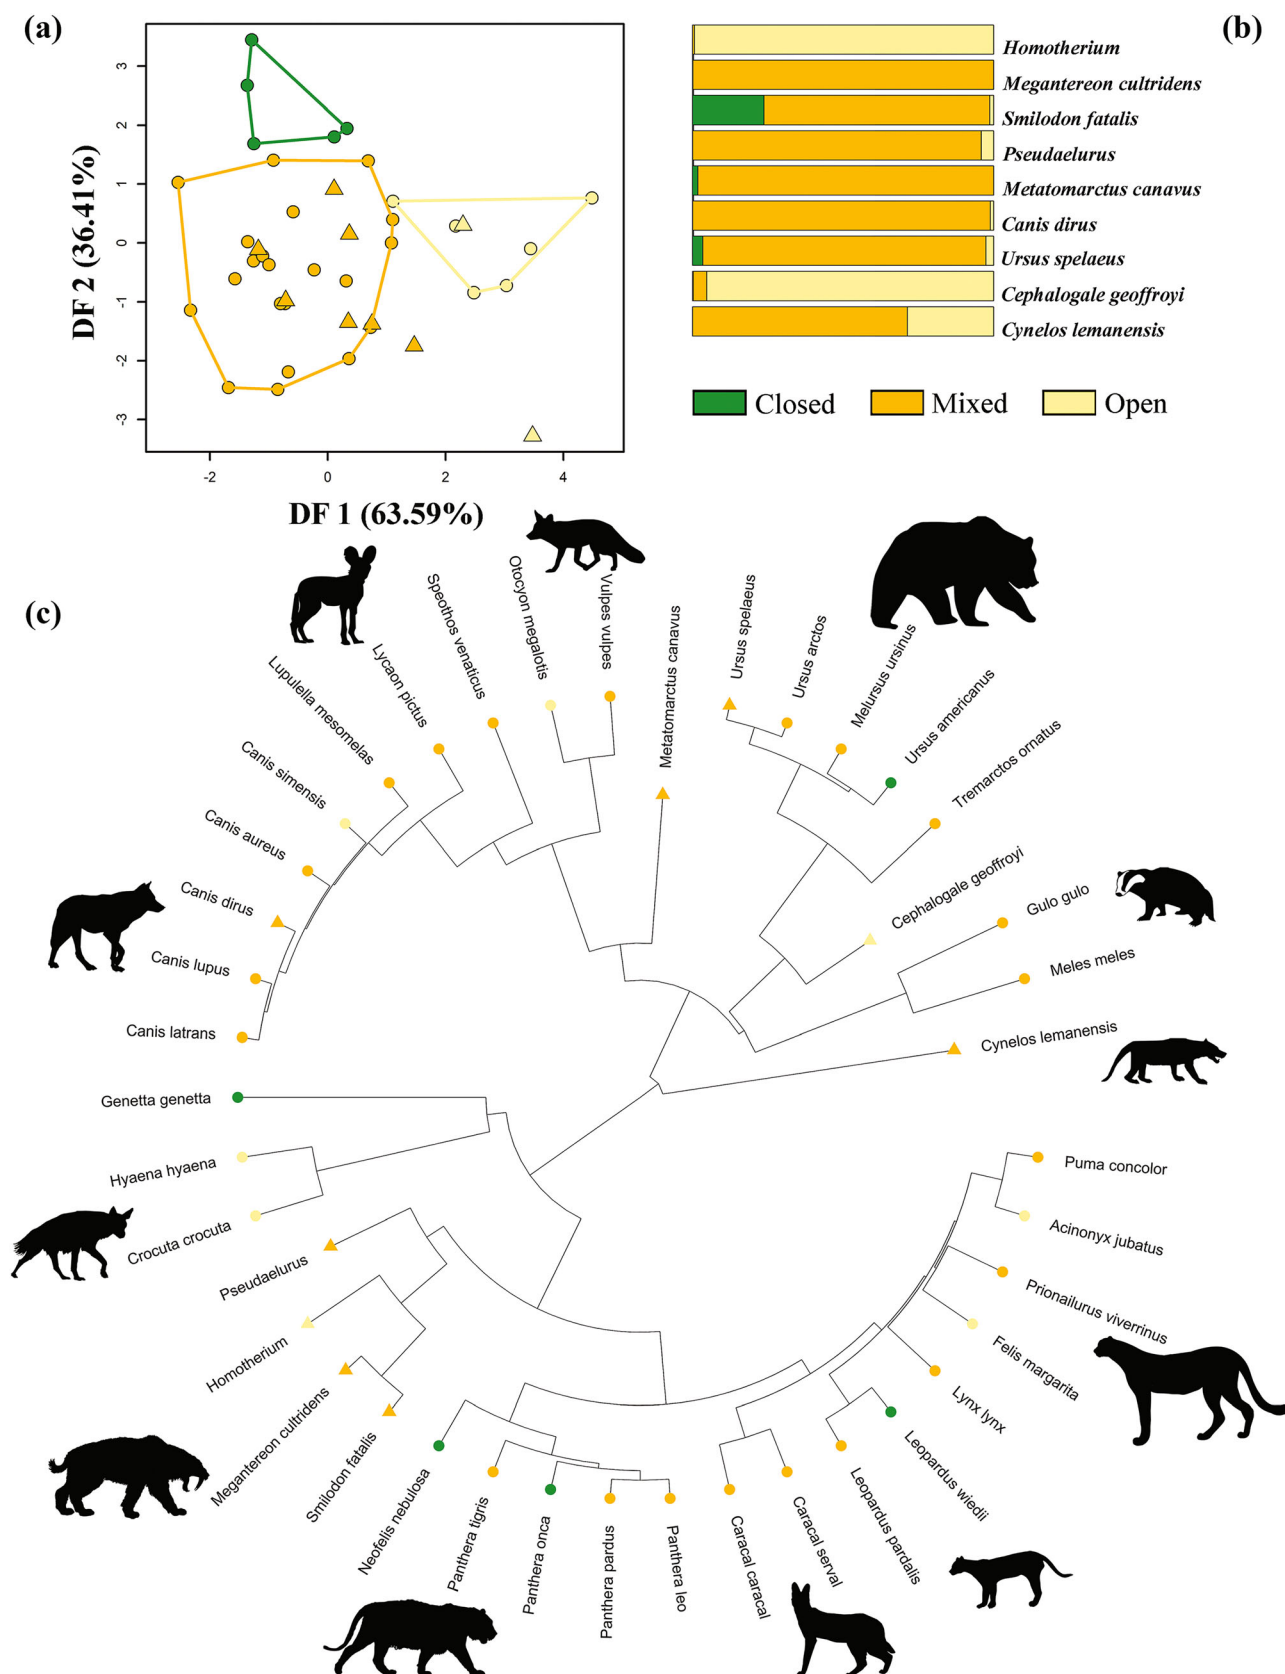 (a)
3
2
1
0
-1
-2
-3
DF 2 (36.41%)
-2
0
2
4
DF 1 (63.59%)
(b)
Homotherium
Megantereon cultridens
Smilodon fatalis
Pseudaelurus
Metatomarctus canavus
Canis dirus
Ursus spelaeus
Cephalogale geoffroyi
Cynelos lemanensis
Closed
Mixed
Open
(c)
Canis latrans
Canis lupus
Canis dirus
Canis aureus
Canis simensis
Lupulella mesomelas
Lycaon pictus
Speothos venaticus
Otocyon megalotis
Vulpes vulpes
Metatomarctus canavus
Ursus spelaeus
Ursus arctos
Melursus ursinus
Ursus americanus
Tremarctos ornatus
Cephalogale geoffroyi
Gulo gulo
Meles meles
Cynelos lemanensis
Puma concolor
Acinonyx jubatus
Prionailurus viverrinus
Felis margarita
Lynx lynx
Leopardus wiedii
Leopardus pardalis
Caracal serval
Caracal caracal
Panthera leo
Panthera pardus
Panthera onca
Panthera tigris
Neofelis nebulosa
Smilodon fatalis
Megantereon cultridens
Homotherium
Pseudaelurus
Crocuta crocuta
Hyaena hyaena
Genetta genetta